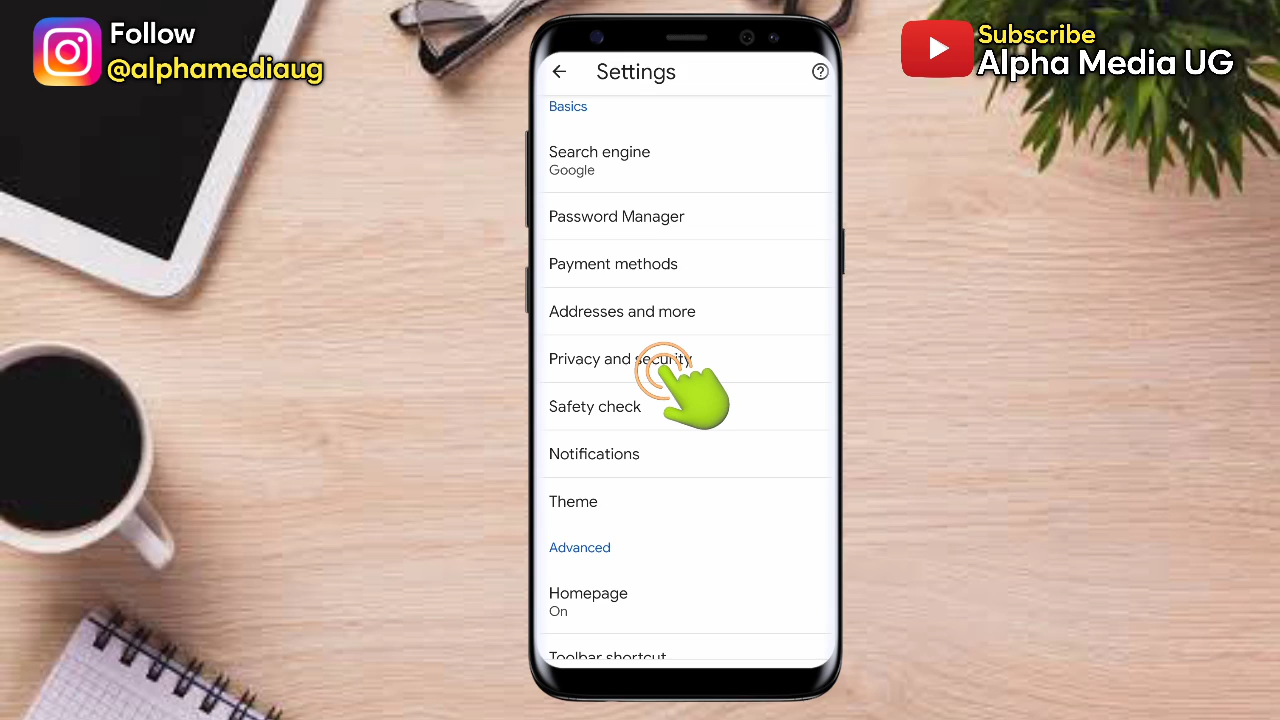 Follow
@alphamediaug
Subscribe
Alpha Media UG
Settings
Basics
Search engine
Google
Password Manager
Payment methods
Addresses and more
Privacy and security
Safety check
Notifications
Theme
Advanced
Homepage
On
Toolbar shortcut